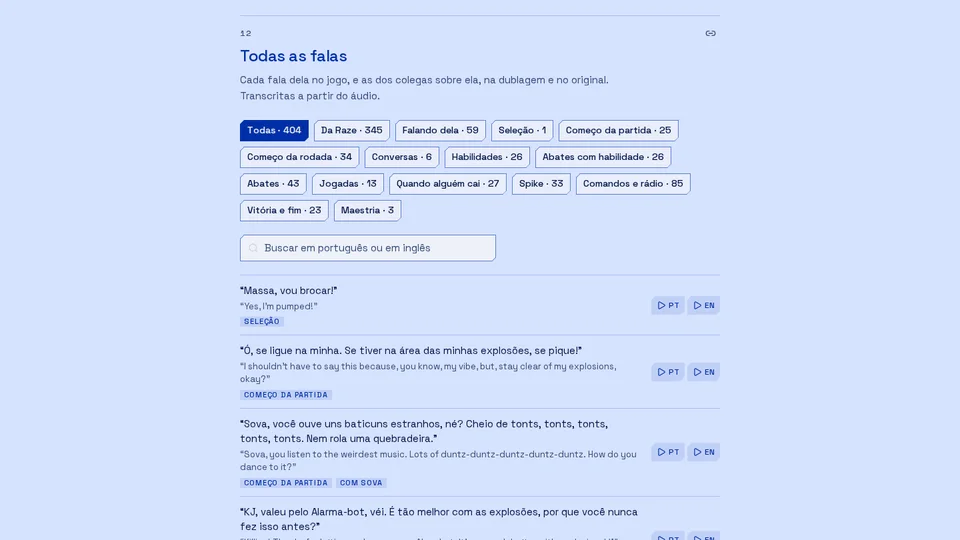 12
Todas as falas
Cada fala dela no jogo, e as dos colegas sobre ela, na dublagem e no original.
Transcritas a partir do áudio.
Todas · 404 Da Raze · 345 Falando dela · 59 Seleção · 1 Começo da partida · 25
Começo da rodada · 34 Conversas · 6 Habilidades · 26 Abates com habilidade · 26
Abates · 43 Jogadas · 13 Quando alguém cai · 27 Spike · 33 Comandos e rádio · 85
Vitória e fim · 23 Maestria · 3
Buscar em português ou em inglês
“Massa, vou brocar!”
“Yes, I'm pumped!”
PT EN
SELEÇÃO
“Ó, se ligue na minha. Se tiver na área das minhas explosões, se pique!”
“I shouldn't have to say this because, you know, my vibe, but, stay clear of my explosions,
okay?”
PT EN
COMEÇO DA PARTIDA
“Sova, você ouve uns baticuns estranhos, né? Cheio de tonts, tonts, tonts,
tonts, tonts. Nem rola uma quebradeira.”
“Sova, you listen to the weirdest music. Lots of duntz-duntz-duntz-duntz-duntz. How do you
dance to it?”
PT EN
COMEÇO DA PARTIDA COM SOVA
“KJ, valeu pelo Alarma-bot, véi. É tão melhor com as explosões, por que você nunca
fez isso antes?”
PT EN